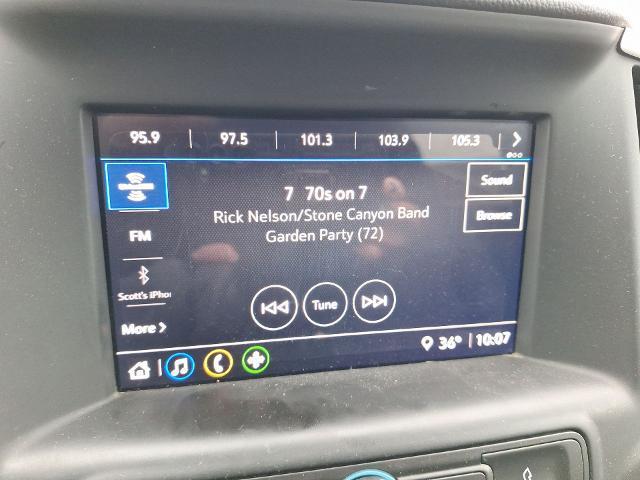 95.9 97.5 101.3 103.9 105.3
7 70s on 7
Rick Nelson/Stone Canyon Band
Garden Party (72)
Sound
Browse
FM
Scott's iPho
More
Tune
36° 10:07